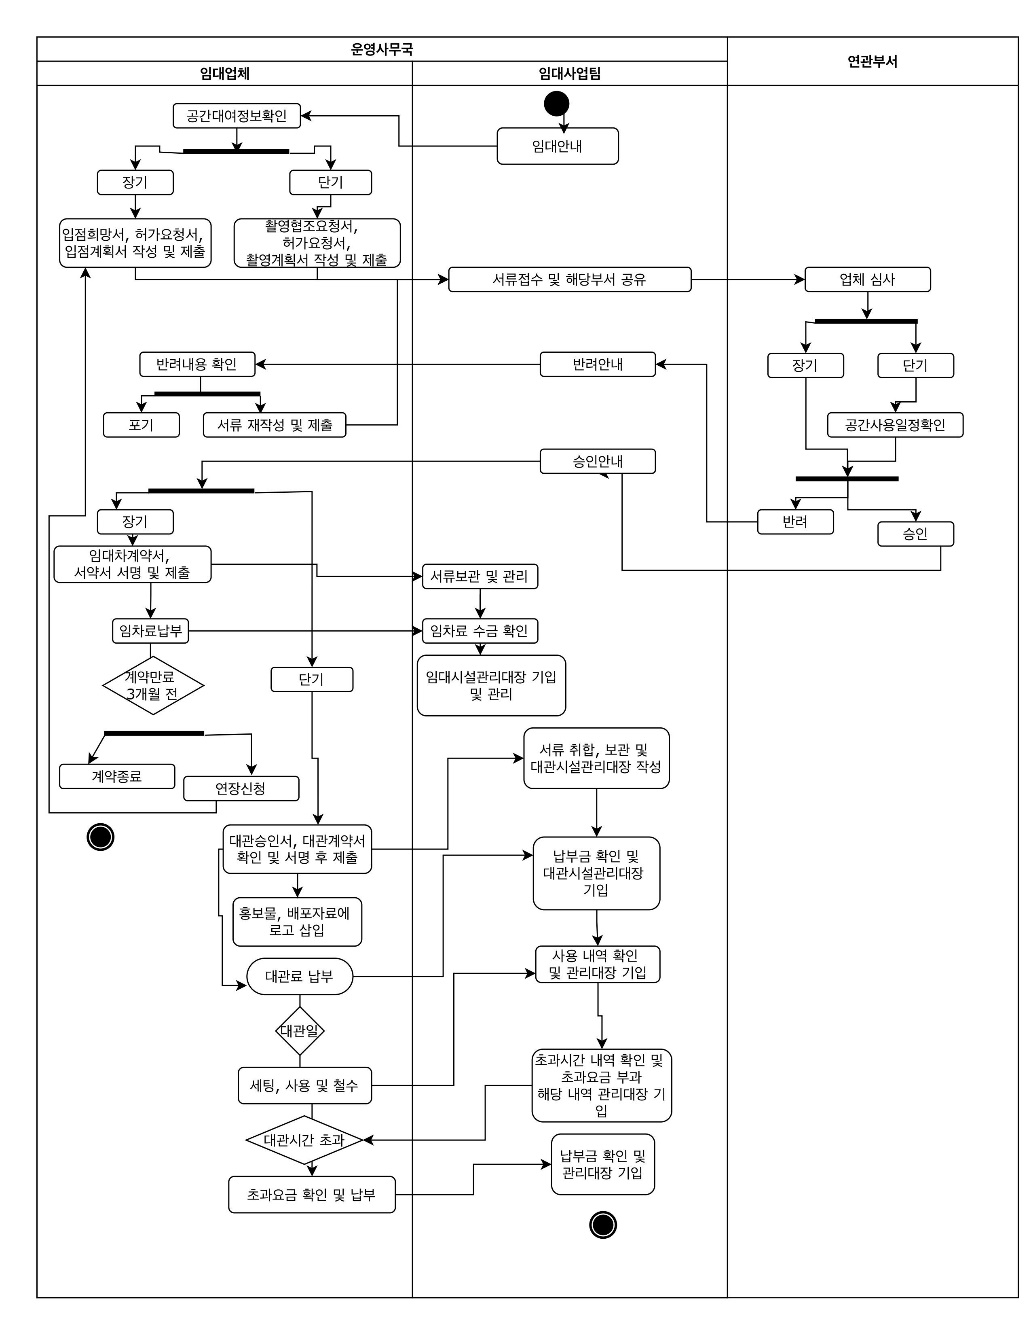 운영사무국
연관부서
임대업체
임대사업팀
공간대여정보확인
임대안내
장기
단기
입점희망서, 허가요청서,
입점계획서 작성 및 제출
촬영협조요청서,
허가요청서,
촬영계획서 작성 및 제출
서류접수 및 해당부서 공유
업체 심사
장기
단기
반려내용 확인
반려안내
포기
서류 재작성 및 제출
공간사용일정확인
승인안내
반려
승인
장기
임대차계약서,
서약서 서명 및 제출
서류보관 및 관리
임차료납부
임차료 수금 확인
계약만료
3개월 전
단기
임대시설관리대장 기입
및 관리
서류 취합, 보관 및
대관시설관리대장 작성
계약종료
연장신청
대관승인서, 대관계약서
확인 및 서명 후 제출
납부금 확인 및
대관시설관리대장
기입
홍보물, 배포자료에
로고 삽입
사용 내역 확인
및 관리대장 기입
대관료 납부
대관일
세팅, 사용 및 철수
초과시간 내역 확인 및
초과요금 부과
해당 내역 관리대장 기
입
대관시간 초과
납부금 확인 및
관리대장 기입
초과요금 확인 및 납부